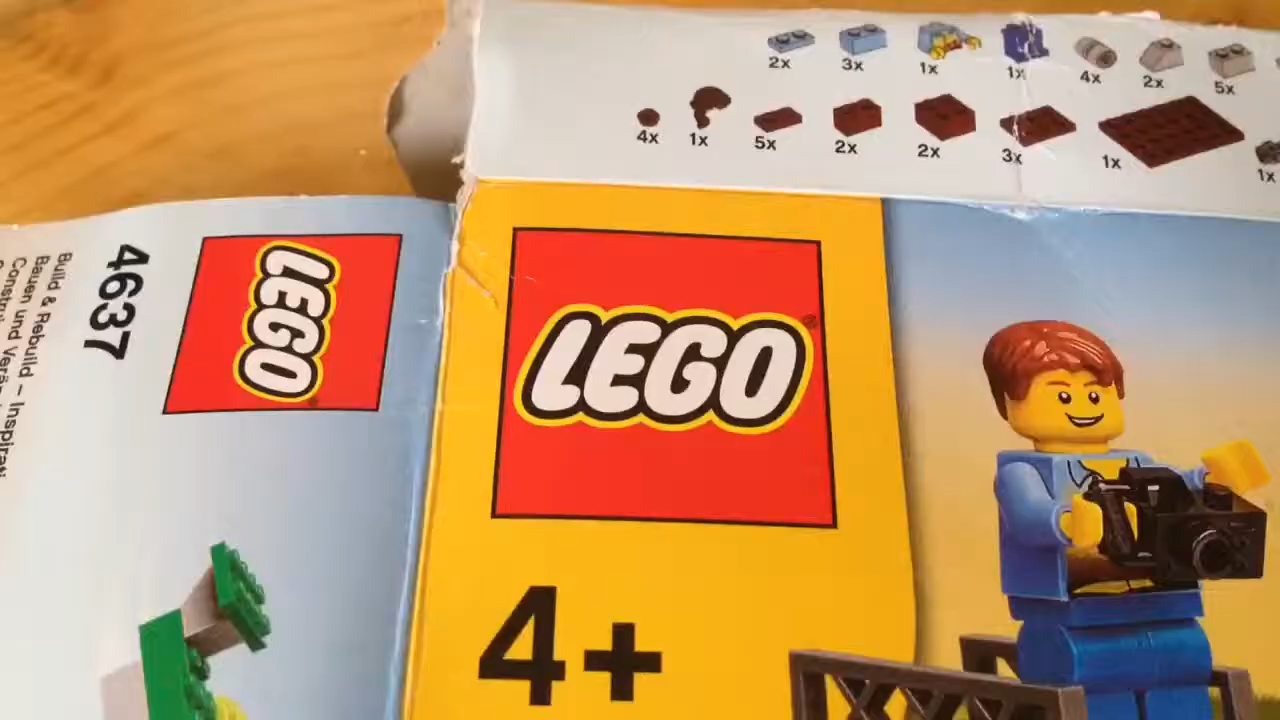 2x 3x 1x 1x 4x 2x 5x
4x 1x 5x 2x 2x 3x 1x 1x
4637
LEGO
Build & Rebuild –
Bauen und
LEGO®
4+